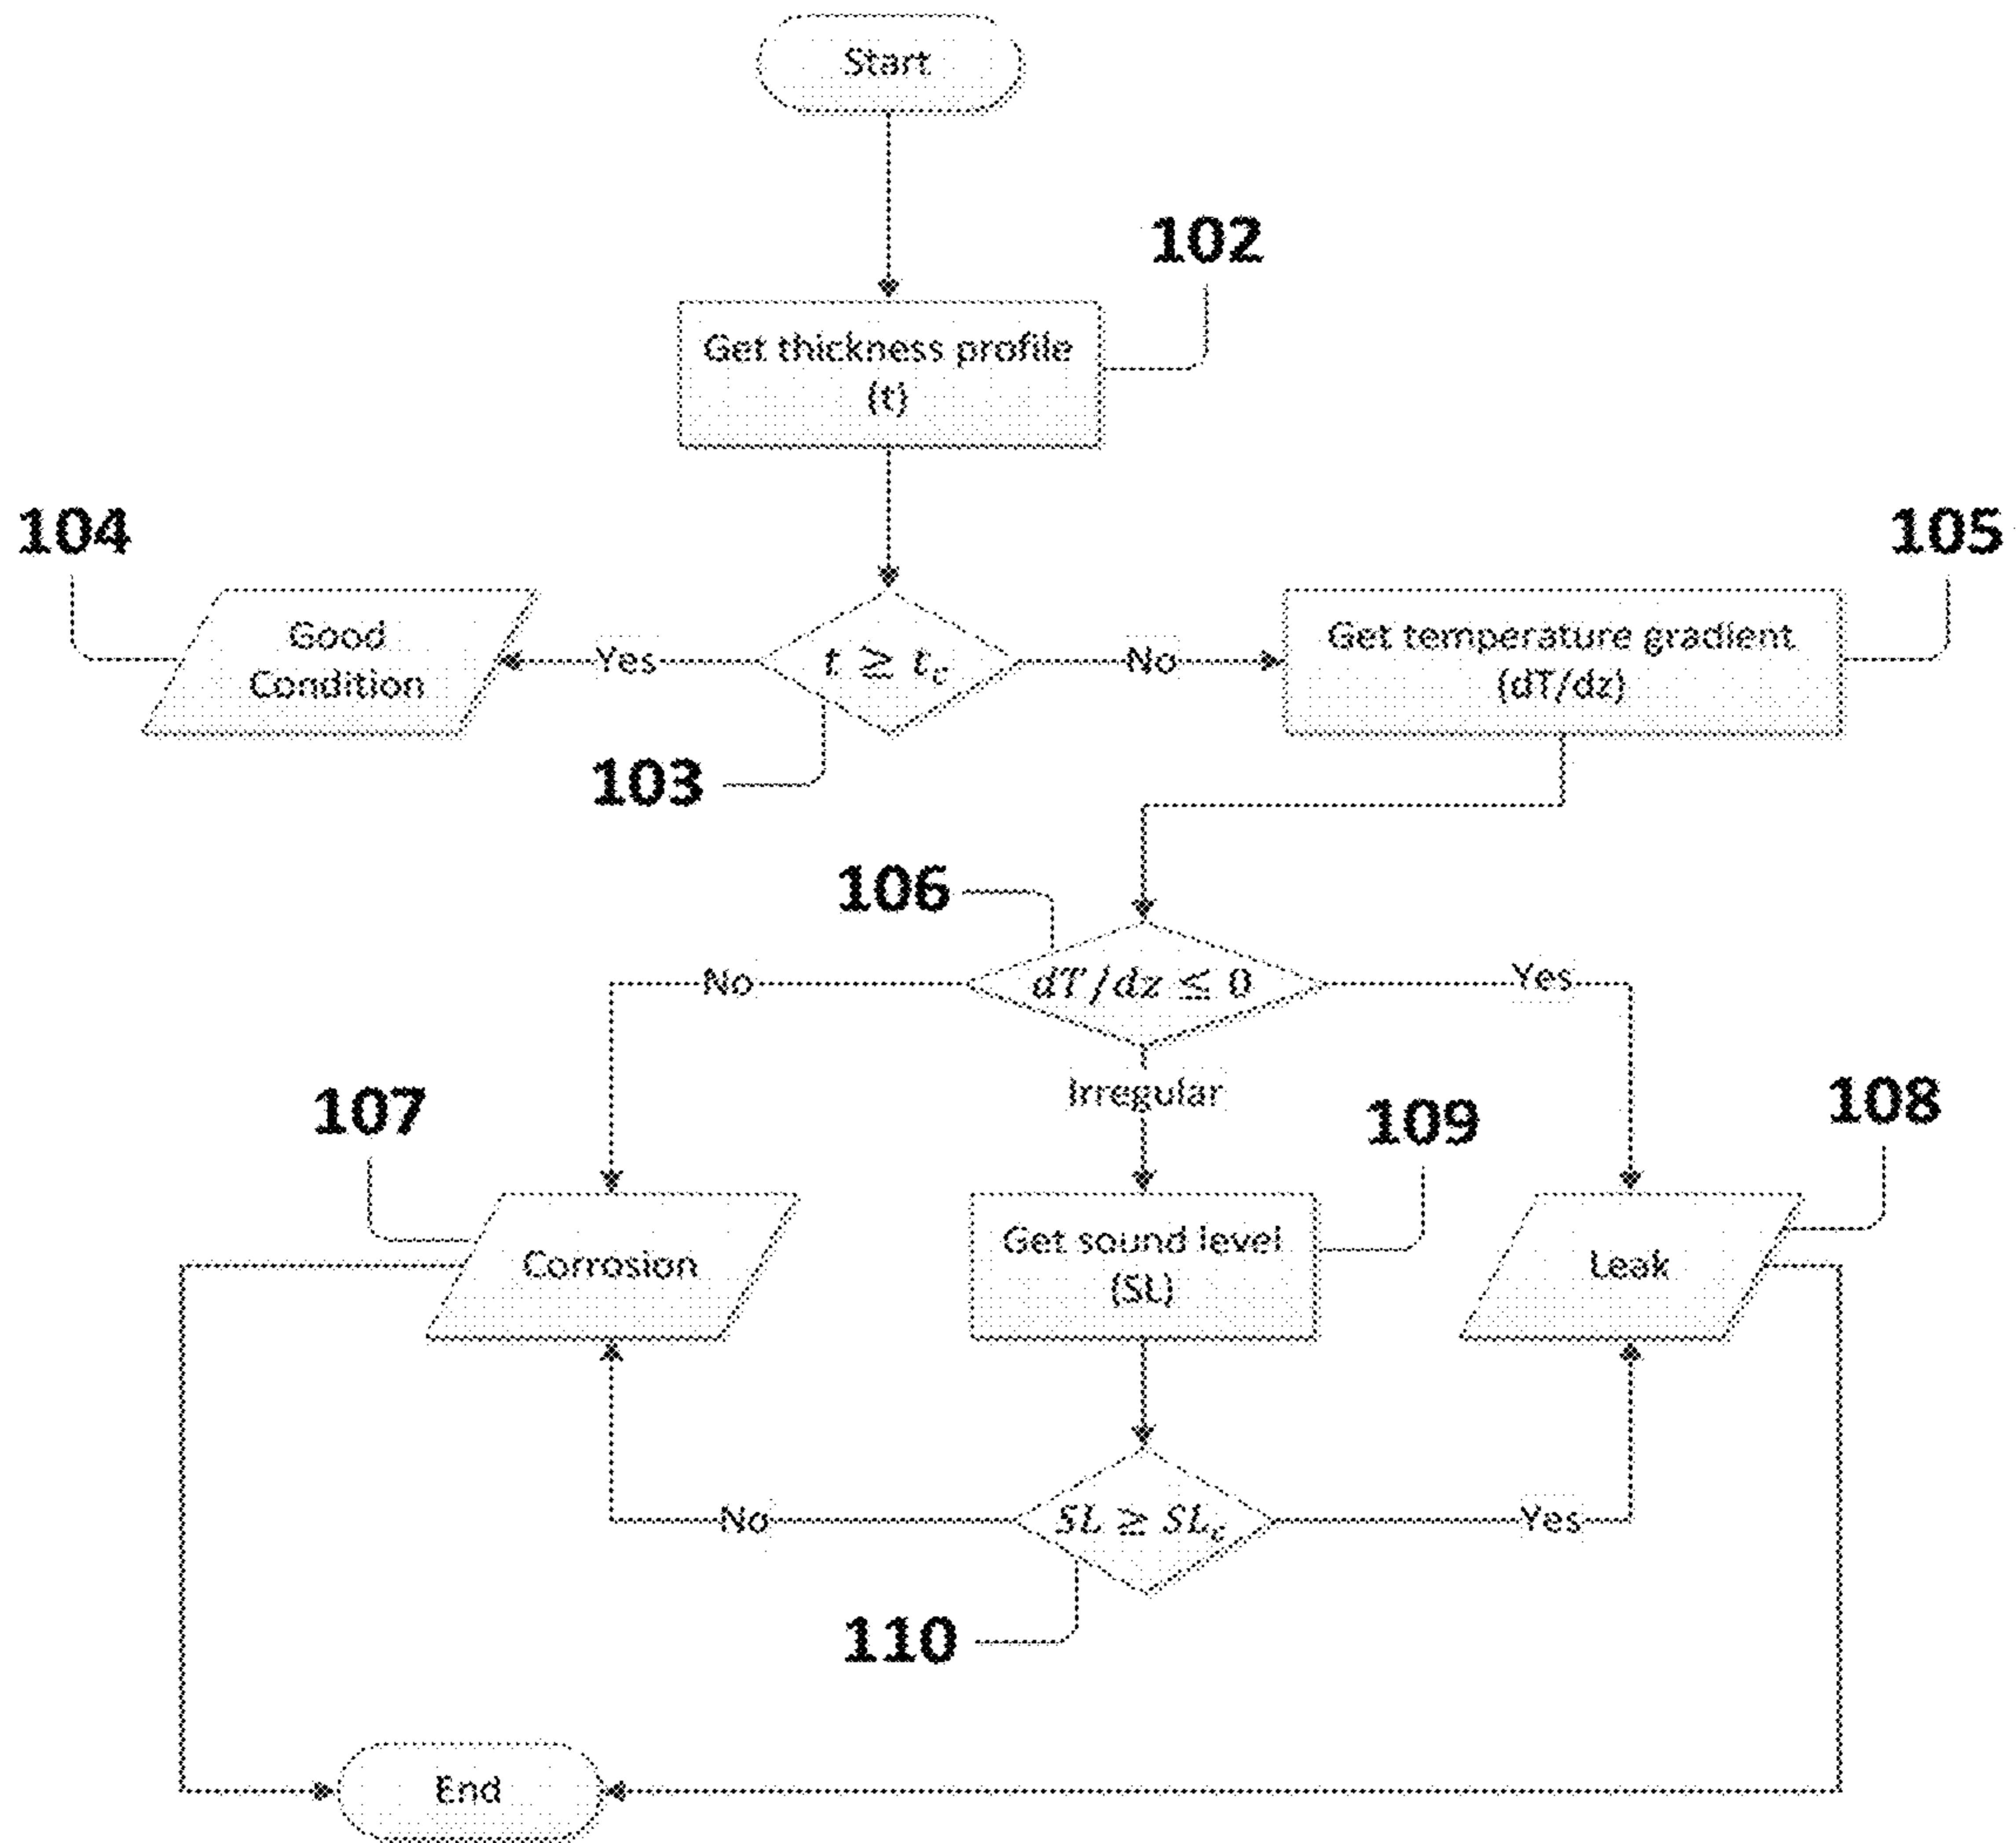 Start
102
Get thickness profile
(t)
104
105
Good
Condition
Yes
t ≥ t_c
No
Get temperature gradient
(dT/dz)
103
106
No
dT/dz ≤ 0
Yes
Irregular
107
109
108
Corrosion
Get sound level
(SL)
Leak
No
SL ≥ SL_c
Yes
110
End